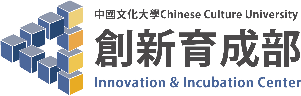 中國文化大學Chinese Culture University
創新育成部
Innovation & Incubation Center